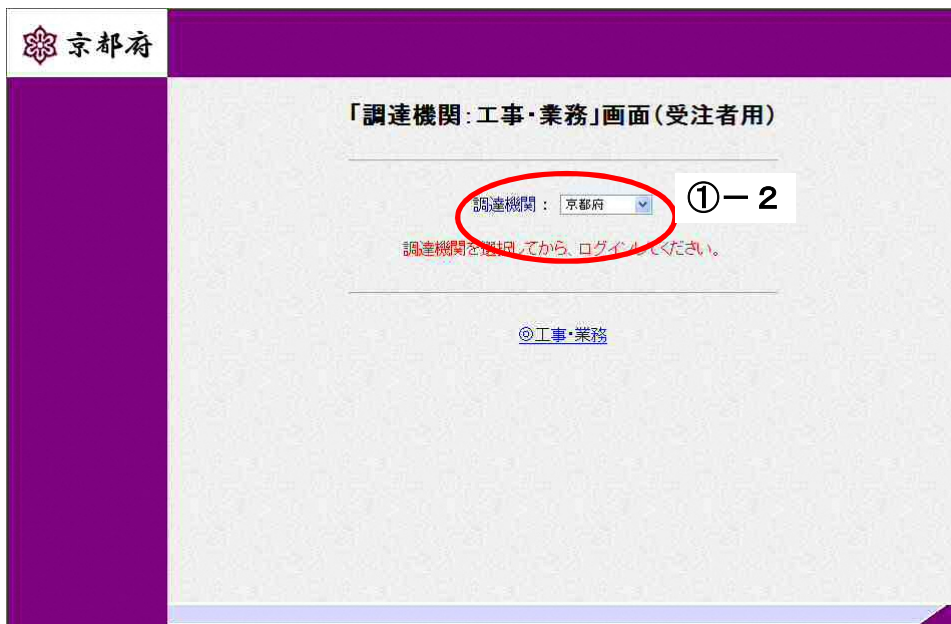 京都府
「調達機関:工事・業務」画面(受注者用)
調達機関： 京都府
①－２
調達機関を選択してから、ログインしてください。
◎工事・業務